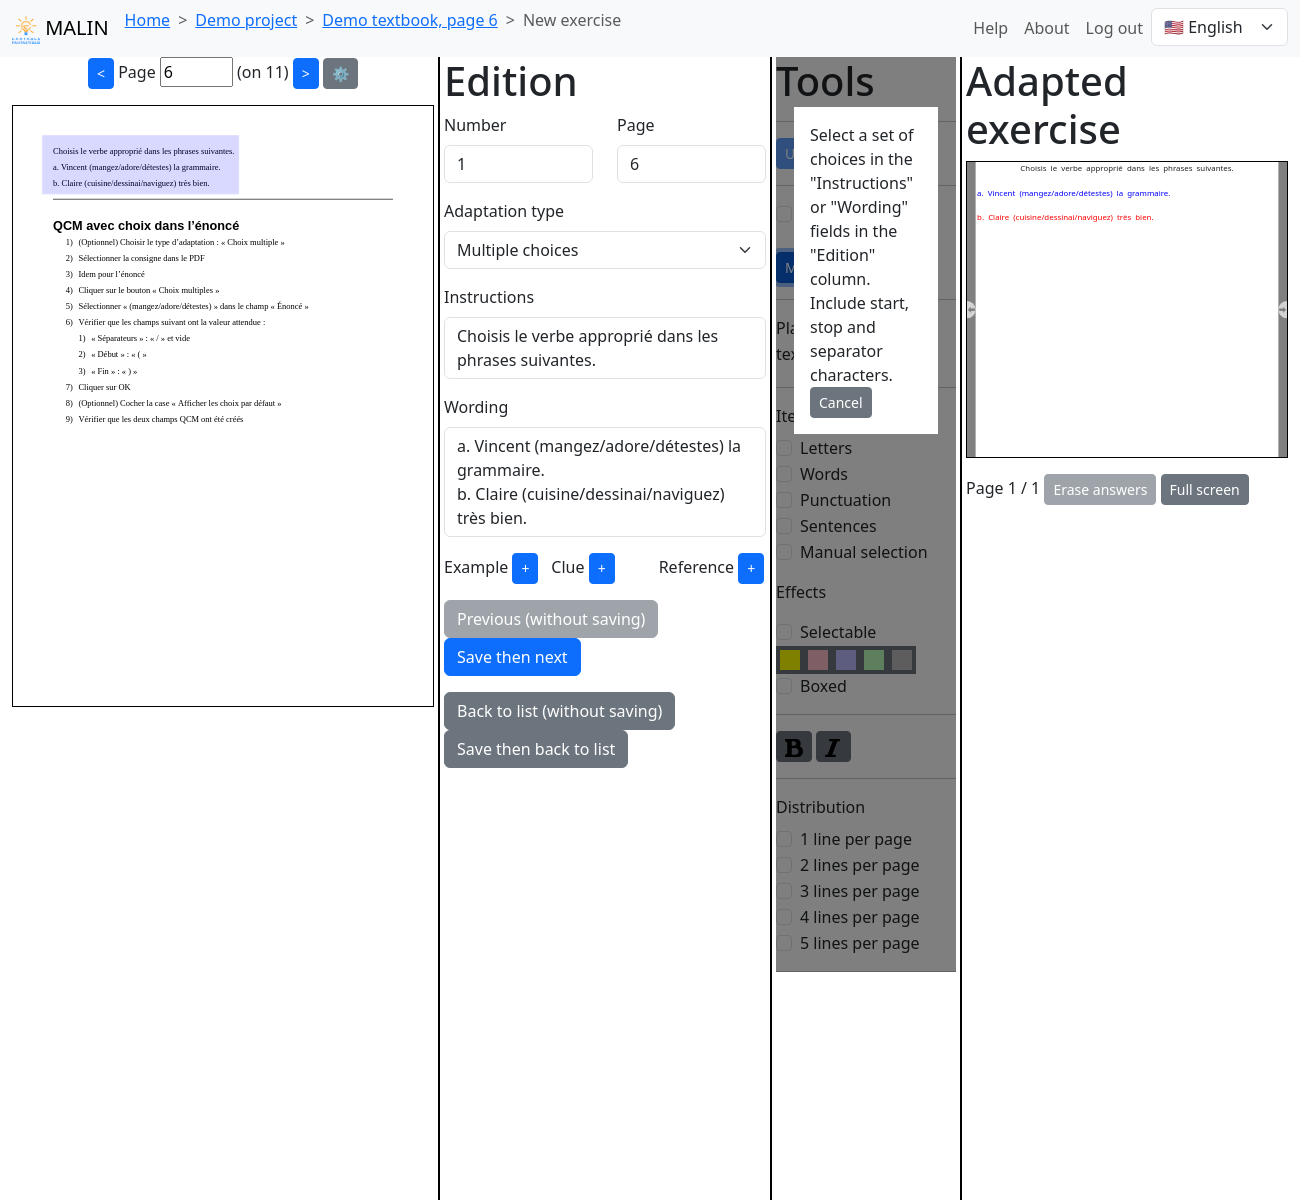 MALIN
Home > Demo project > Demo textbook, page 6 > New exercise
Help About Log out 🇺🇸 English
< Page 6 (on 11) > ⚙️
Choisis le verbe approprié dans les phrases suivantes.
a. Vincent (mangez/adore/détestes) la grammaire.
b. Claire (cuisine/dessinai/naviguez) très bien.
QCM avec choix dans l’énoncé
1) (Optionnel) Choisir le type d’adaptation : « Choix multiple »
2) Sélectionner la consigne dans le PDF
3) Idem pour l’énoncé
4) Cliquer sur le bouton « Choix multiples »
5) Sélectionner « (mangez/adore/détestes) » dans le champ « Énoncé »
6) Vérifier que les champs suivant ont la valeur attendue :
1) « Séparateurs » : « / » et vide
2) « Début » : « ( »
3) « Fin » : « ) »
7) Cliquer sur OK
8) (Optionnel) Cocher la case « Afficher les choix par défaut »
9) Vérifier que les deux champs QCM ont été créés
Edition
Number Page
1 6
Adaptation type
Multiple choices
Instructions
Choisis le verbe approprié dans les
phrases suivantes.
Wording
a. Vincent (mangez/adore/détestes) la
grammaire.
b. Claire (cuisine/dessinai/naviguez)
très bien.
Example + Clue + Reference +
Previous (without saving)
Save then next
Back to list (without saving)
Save then back to list
Tools
Select a set of
choices in the
"Instructions"
or "Wording"
fields in the
"Edition"
column.
Include start,
stop and
separator
characters.
Cancel
Letters
Words
Punctuation
Sentences
Manual selection
Effects
Selectable
Boxed
B I
Distribution
1 line per page
2 lines per page
3 lines per page
4 lines per page
5 lines per page
Adapted
exercise
Choisis le verbe approprié dans les phrases suivantes.
a. Vincent (mangez/adore/détestes) la grammaire.
b. Claire (cuisine/dessinai/naviguez) très bien.
Page 1 / 1 Erase answers Full screen